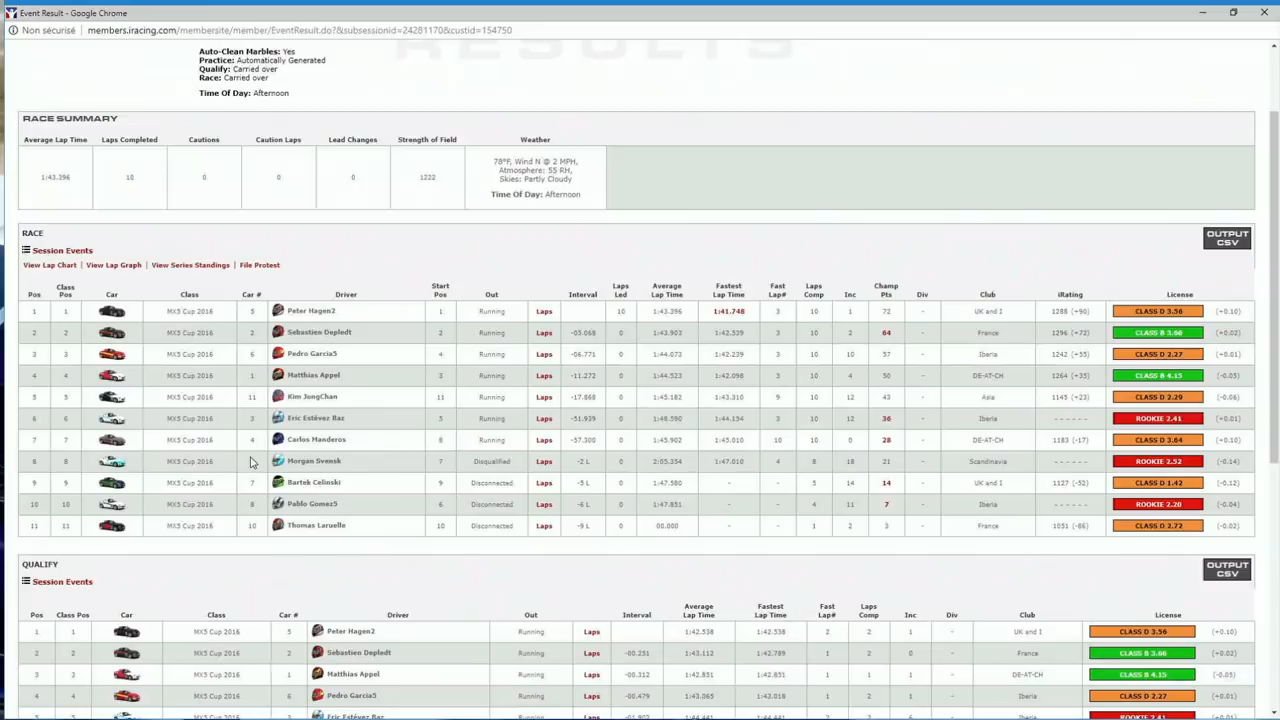 Event Result - Google Chrome
Non sécurisé members.iracing.com/membersite/member/EventResult.do?&subsessionid=24281170&custid=154750
RESULTS
Auto-Clean Marbles: Yes
Practice: Automatically Generated
Qualify: Carried over
Race: Carried over
Time Of Day: Afternoon
RACE SUMMARY
Average Lap Time Laps Completed Cautions Caution Laps Lead Changes Strength of Field Weather
1:43.396 10 0 0 0 1222 78°F, Wind N @ 2 MPH,
Atmosphere: 55 RH,
Skies: Partly Cloudy
Time Of Day: Afternoon
RACE
OUTPUT CSV
Session Events
View Lap Chart | View Lap Graph | View Series Standings | File Protest
Pos Class Pos Car Class Car # Driver Start Pos Out Interval Laps Led Average Lap Time Fastest Lap Time Fast Lap# Laps Comp Inc Champ Pts Div Club iRating License
1 1 MX5 Cup 2016 5 Peter Hagen2 1 Running Laps 10 1:43.396 1:41.748 3 10 1 72 - UK and I 1288 (+90) CLASS D 3.56 (+0.10)
2 2 MX5 Cup 2016 2 Sebastien Depledt 2 Running Laps -05.068 0 1:43.903 1:42.539 3 10 2 64 - France 1296 (+72) CLASS B 3.66 (+0.02)
3 3 MX5 Cup 2016 6 Pedro Garcia5 4 Running Laps -06.771 0 1:44.073 1:42.239 3 10 10 57 - Iberia 1242 (+55) CLASS D 2.27 (+0.01)
4 4 MX5 Cup 2016 1 Matthias Appel 3 Running Laps -11.272 0 1:44.523 1:42.098 3 10 4 50 - DE-AT-CH 1264 (+35) CLASS B 4.15 (-0.05)
5 5 MX5 Cup 2016 11 Kim JongChan 11 Running Laps -17.868 0 1:45.182 1:43.310 9 10 12 43 - Asia 1145 (+23) CLASS D 2.29 (-0.06)
6 6 MX5 Cup 2016 3 Eric Estévez Baz 5 Running Laps -51.939 0 1:48.590 1:44.154 3 10 12 36 - Iberia - - - - - - ROOKIE 2.41 (+0.01)
7 7 MX5 Cup 2016 4 Carlos Manderos 8 Running Laps -57.300 0 1:45.902 1:45.010 10 10 0 28 - DE-AT-CH 1183 (-17) CLASS D 3.64 (+0.10)
8 8 MX5 Cup 2016 Morgan Svensk Disqualified Laps -2 L 0 2:05.354 1:47.010 4 8 18 21 - Scandinavia - - - - - - ROOKIE 2.52 (-0.14)
9 9 MX5 Cup 2016 7 Bartek Celinski 9 Disconnected Laps -5 L 0 1:47.580 - - 5 14 14 - UK and I 1127 (-52) CLASS D 1.42 (-0.12)
10 10 MX5 Cup 2016 8 Pablo Gomez5 6 Disconnected Laps -6 L 0 1:47.851 - - 4 11 7 - Iberia - - - - - - ROOKIE 2.20 (-0.04)
11 11 MX5 Cup 2016 10 Thomas Laruelle 10 Disconnected Laps -9 L 0 00.000 - - 1 2 3 - France 1051 (-86) CLASS D 2.72 (-0.02)
QUALIFY
OUTPUT CSV
Session Events
Pos Class Pos Car Class Car # Driver Out Interval Average Lap Time Fastest Lap Time Fast Lap# Laps Comp Inc Div Club License
1 1 MX5 Cup 2016 5 Peter Hagen2 Running Laps 1:42.538 1:42.538 2 2 1 - UK and I CLASS D 3.56 (+0.10)
2 2 MX5 Cup 2016 2 Sebastien Depledt Running -00.251 Laps 1:43.112 1:42.789 1 2 0 - France CLASS B 3.66 (+0.02)
3 3 MX5 Cup 2016 1 Matthias Appel Running -00.312 Laps 1:42.851 1:42.851 1 1 1 - DE-AT-CH CLASS B 4.15 (-0.05)
4 4 MX5 Cup 2016 6 Pedro Garcia5 Running -00.479 Laps 1:43.065 1:42.018 1 2 1 - Iberia CLASS D 2.27 (+0.01)
MX5 Cup 2016 Eric Estévez Baz Running Laps Iberia ROOKIE 2.41